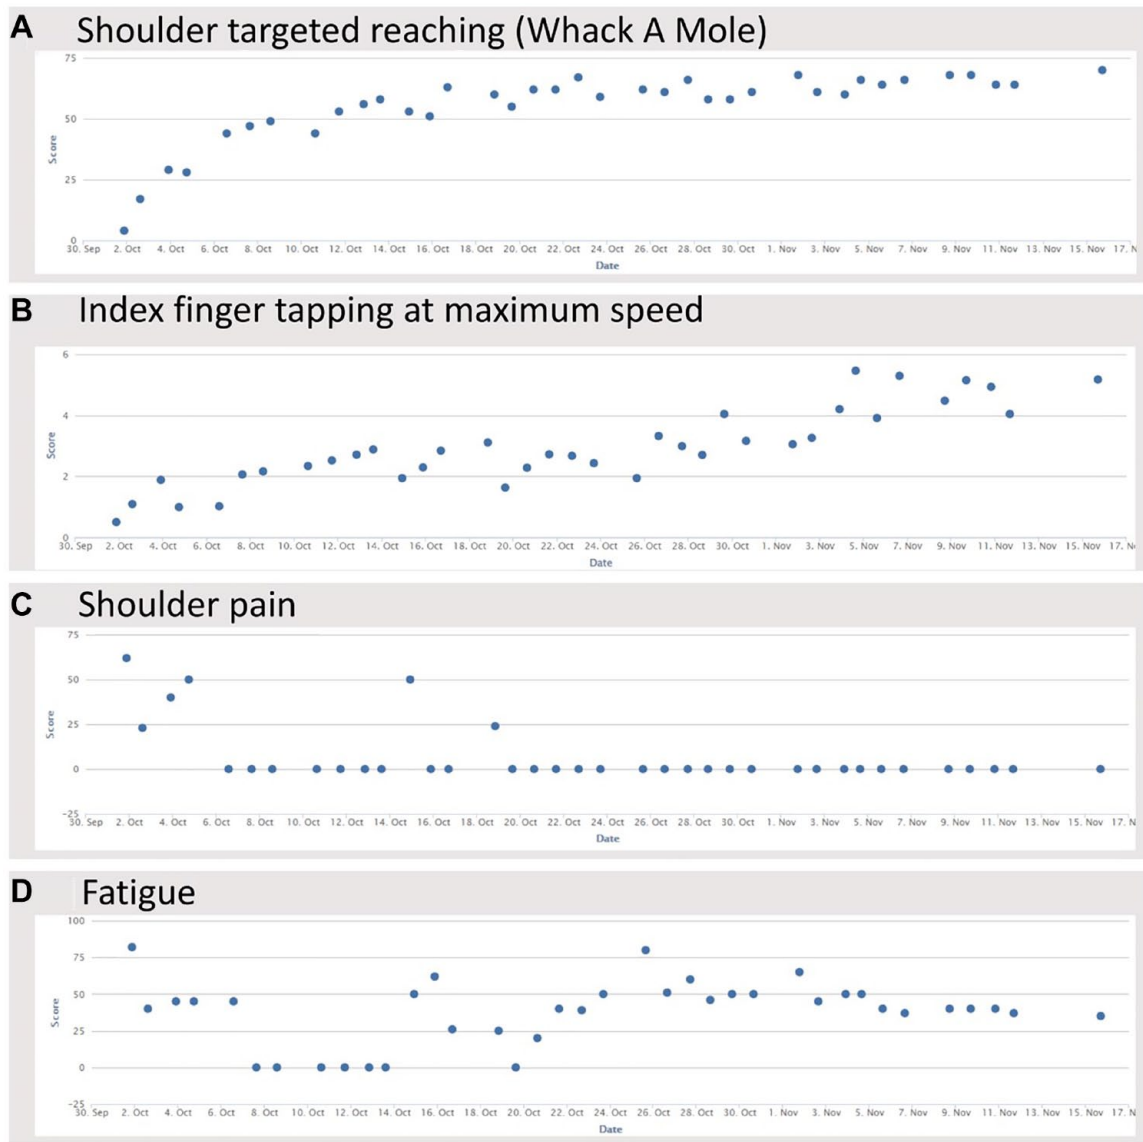 A Shoulder targeted reaching (Whack A Mole)
75
50
25
0
Score
30. Sep 2. Oct 4. Oct 6. Oct 8. Oct 10. Oct 12. Oct 14. Oct 16. Oct 18. Oct 20. Oct 22. Oct 24. Oct 26. Oct 28. Oct 30. Oct 1. Nov 3. Nov 5. Nov 7. Nov 9. Nov 11. Nov 13. Nov 15. Nov 17. N
Date
B Index finger tapping at maximum speed
6
4
2
0
Score
30. Sep 2. Oct 4. Oct 6. Oct 8. Oct 10. Oct 12. Oct 14. Oct 16. Oct 18. Oct 20. Oct 22. Oct 24. Oct 26. Oct 28. Oct 30. Oct 1. Nov 3. Nov 5. Nov 7. Nov 9. Nov 11. Nov 13. Nov 15. Nov 17. N
Date
C Shoulder pain
75
50
25
0
-25
Score
30. Sep 2. Oct 4. Oct 6. Oct 8. Oct 10. Oct 12. Oct 14. Oct 16. Oct 18. Oct 20. Oct 22. Oct 24. Oct 26. Oct 28. Oct 30. Oct 1. Nov 3. Nov 5. Nov 7. Nov 9. Nov 11. Nov 13. Nov 15. Nov 17. N
Date
D Fatigue
100
75
50
25
0
-25
Score
30. Sep 2. Oct 4. Oct 6. Oct 8. Oct 10. Oct 12. Oct 14. Oct 16. Oct 18. Oct 20. Oct 22. Oct 24. Oct 26. Oct 28. Oct 30. Oct 1. Nov 3. Nov 5. Nov 7. Nov 9. Nov 11. Nov 13. Nov 15. Nov 17. N
Date